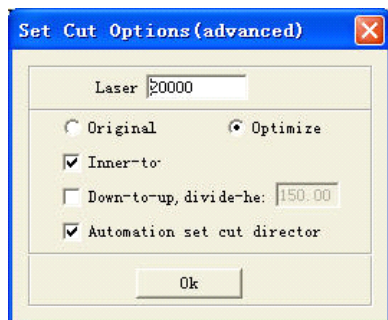 Set Cut Options(advanced)
Laser 20000
Original Optimize
Inner-to-
Down-to-up, divide-he: 150.00
Automation set cut director
Ok